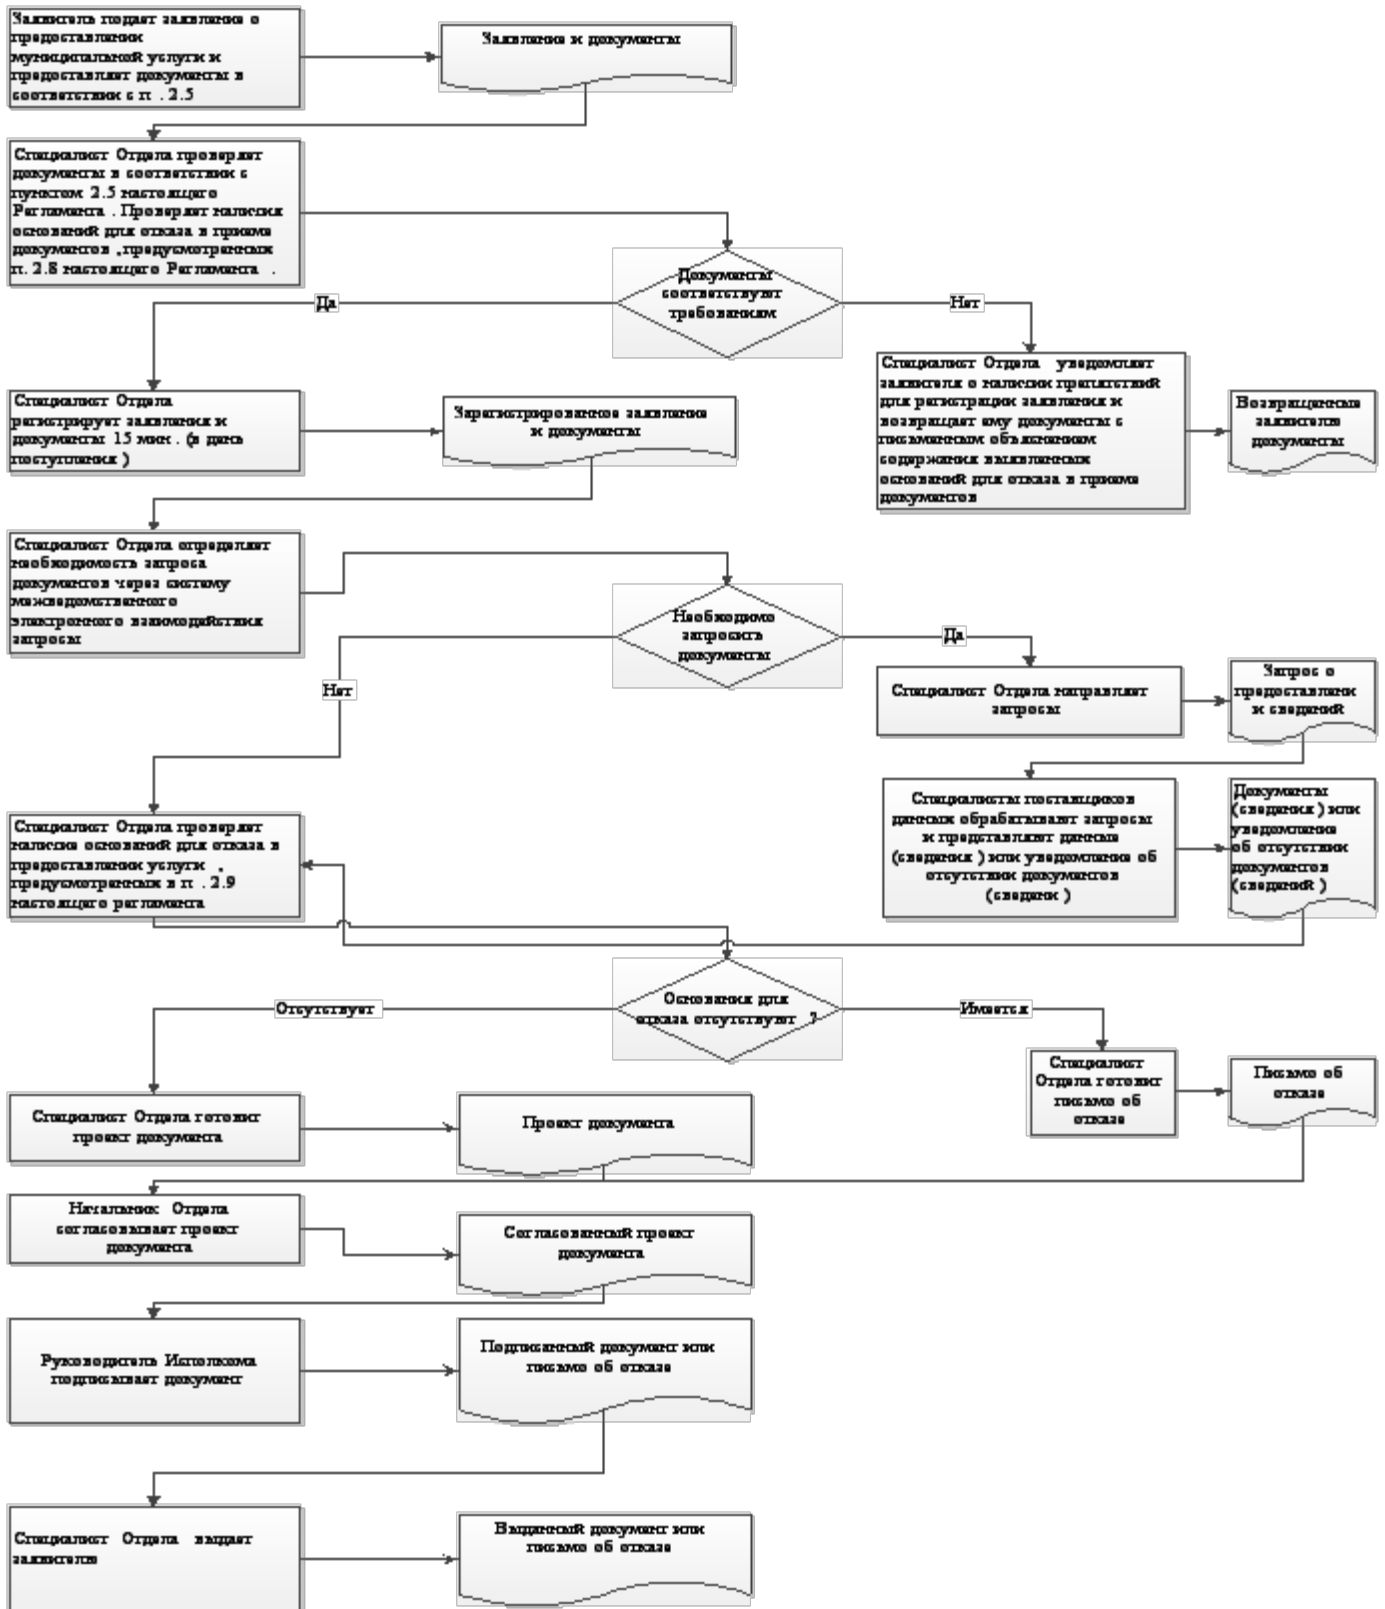 Заявитель подает заявление о
предоставлении
муниципальной услуги и
предоставляет документы в
соответствии с п . 2.5
Заявление и документы
Специалист Отдела проверяет
документы в соответствии с
пунктом 2.5 настоящего
Регламента . Проверяет наличия
оснований для отказа в приеме
документов ,предусмотренных
п. 2.8 настоящего Регламента .
Документы
соответствуют
требованиям
Да
Нет
Специалист Отдела уведомляет
заявителя о наличии препятствий
для регистрации заявления и
возвращает ему документы с
письменным объяснением
содержания выявленных
оснований для отказа в приеме
документов
Возвращенные
заявителю
документы
Специалист Отдела
регистрирует заявления и
документы 15 мин . (в день
поступления )
Зарегистрированное заявление
и документы
Специалист Отдела определяет
необходимость запроса
документов через систему
межведомственного
электронного взаимодействия
запросы
Необходимо
запросить
документы
Да
Нет
Специалист Отдела направляет
запросы
Запрос о
предоставлени
и сведений
Специалисты поставщиков
данных обрабатывают запросы
и представляют данные
(сведения ) или уведомление об
отсутствии документов
(сведени )
Документы
(сведения ) или
уведомление
об отсутствии
документов
(сведений )
Специалист Отдела проверяет
наличие оснований для отказа в
предоставлении услуги ,
предусмотренных в п . 2.9
настоящего регламента
Основания для
отказа отсутствуют ?
Отсутствует
Имеется
Специалист
Отдела готовит
письмо об
отказе
Письмо об
отказе
Специалист Отдела готовит
проект документа
Проект документа
Начальник Отдела
согласовывает проект
документа
Согласованный проект
документа
Руководитель Исполкома
подписывает документ
Подписанный документ или
письмо об отказе
Специалист Отдела выдает
заявителю
Выданный документ или
письмо об отказе